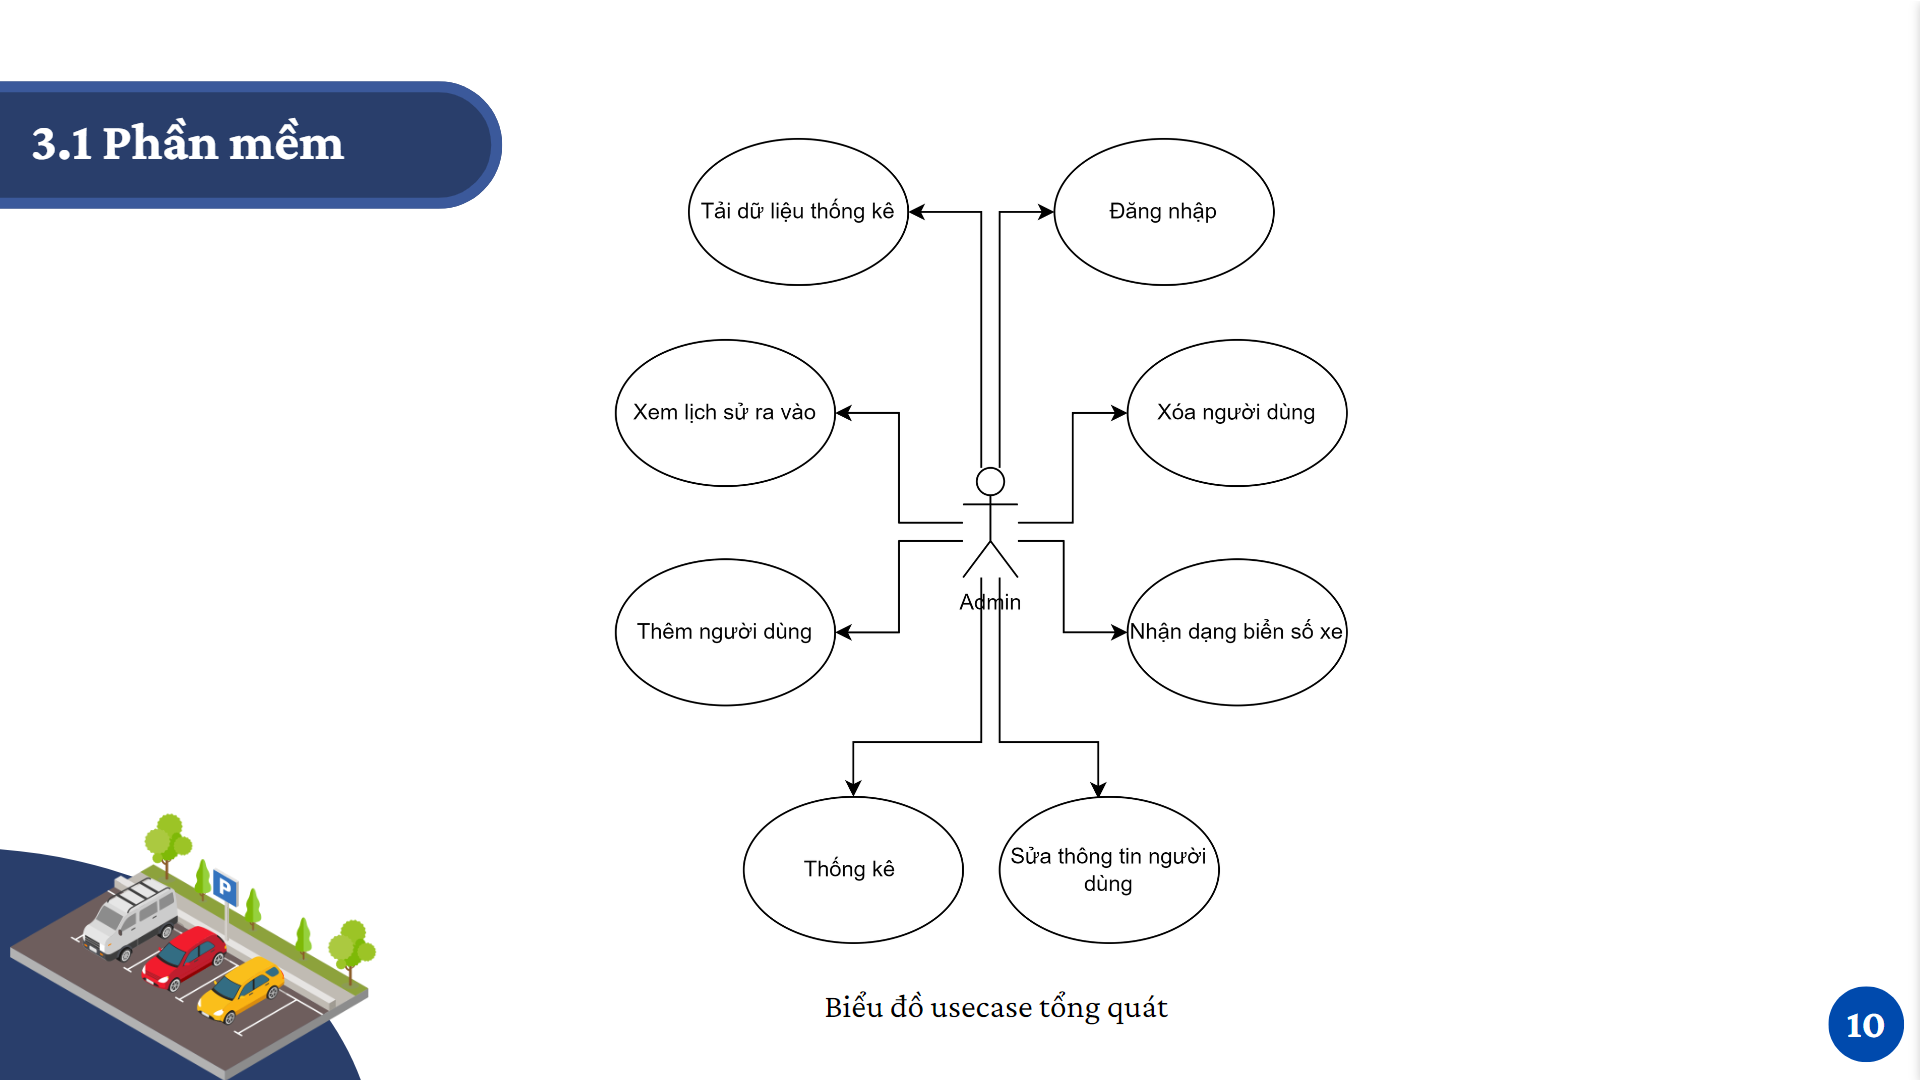 3.1 Phần mềm
Tải dữ liệu thống kê
Đăng nhập
Xem lịch sử ra vào
Xóa người dùng
Admin
Thêm người dùng
Nhận dạng biển số xe
Thống kê
Sửa thông tin người
dùng
P
Biểu đồ usecase tổng quát
10